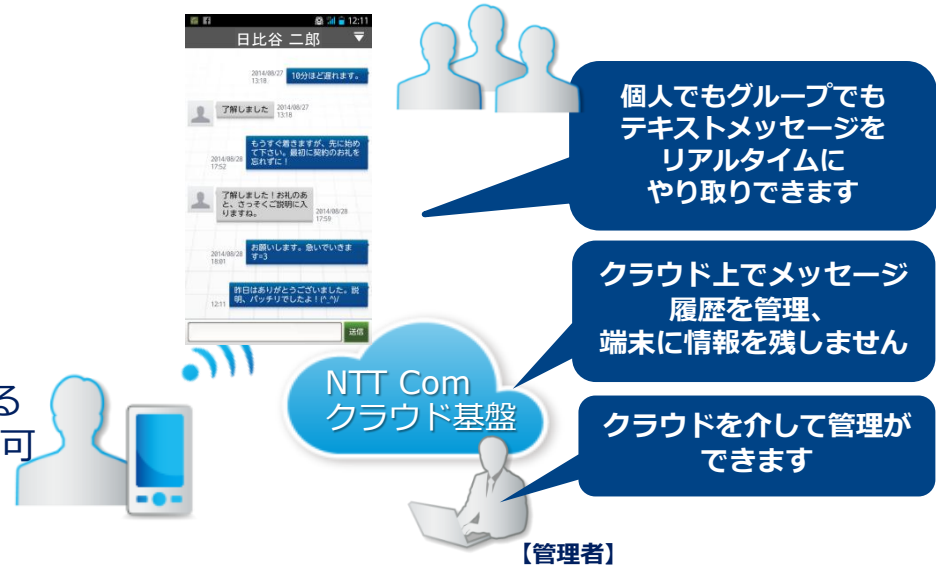 12:11
日比谷 二郎
2014/08/27
13:18
10分ほど遅れます。
了解しました
2014/08/27
13:18
もうすぐ着きますが、先に始め
て下さい。最初に契約のお礼を
忘れずに！
2014/08/28
17:52
了解しました！お礼のあ
と、さっそくご説明に入
りますね。
2014/08/28
17:59
お願いします。急いでいきま
す=3
2014/08/28
18:01
昨日はありがとうございました。説
明、バッチリでしたよ！(^_^)/
12:11
送信
個人でもグループでも
テキストメッセージを
リアルタイムに
やり取りできます
クラウド上でメッセージ
履歴を管理、
端末に情報を残しません
NTT Com
クラウド基盤
る
可
クラウドを介して管理が
できます
【管理者】